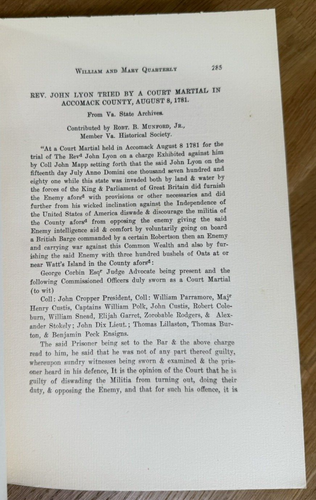 WILLIAM AND MARY QUARTERLY 285
REV. JOHN LYON TRIED BY A COURT MARTIAL IN
ACCOMACK COUNTY, AUGUST 8, 1781.
From Va. State Archives.
Contributed by ROBT. B. MUNFORD, JR.,
Member Va. Historical Society.
"At a Court Martial held in Accomack August 8 1781 for the
trial of The Revd John Lyon on a charge Exhibited against him
by Coll John Mapp setting forth that the said John Lyon on the
fifteenth day July Anno Domini one thousand seven hundred and
eighty one while this state was invaded both by land & water by
the forces of the King & Parliament of Great Britain did furnish
the Enemy aforsd with provisions or other necessaries and did
further from his wicked inclination against the Independence of
the United States of America diswade & discourage the militia of
the County aforsd from opposing the enemy giving the said
Enemy intelligence aid & comfort by voluntarily going on board
a British Barge commanded by a certain Robertson then an Enemy
and carrying war against this Common Wealth and also by fur-
ishing the said Enemy with three hundred bushels of Oats at or
near Watt's Island in the County aforsd:
George Corbin Esqr Judge Advocate being present and the
following Commissioned Officers duly sworn as a Court Martial
(to wit)
Coll: John Cropper President, Coll: William Parramore, Majr
Henry Custis, Captains William Polk, John Custis, Robert Colo-
burn, William Snead, Elijah Garret, Zorobable Rodgers, & Alex-
ander Stokely; John Dix Lieut.; Thomas Lillaston, Thomas Bur-
ton, & Benjamin Peck Ensigns.
The said Prisoner being set to the Bar & the above charge
read to him, he said that he was not of any part thereof guilty,
whereupon sundry witnesses being sworn & examined & the pris-
oner heard in his defence, It is the opinion of the Court that he is
guilty of diswading the Militia from turning out, doing their
duty, & opposing the Enemy, and that for such his offence, it is